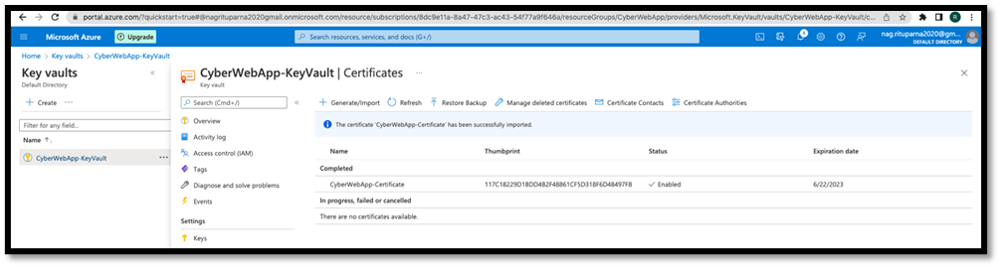 portal.azure.com/?quickstart=true#@nagrituparna2020gmail.onmicrosoft.com/resource/subscriptions/8dc9e11a-8a47-47c3-ac43-54f77a9f646a/resourceGroups/CyberWebApp/providers/Microsoft.KeyVault/vaults/CyberWebApp-KeyVault/c...
R
Microsoft Azure
Upgrade
Search resources, services, and docs (G+/)
4
nag.rituparna2020@gm...
DEFAULT DIRECTORY
Home > Key vaults > CyberWebApp-KeyVault
Key vaults
Default Directory
+ Create ...
Filter for any field...
Name ↑
CyberWebApp-KeyVault ...
CyberWebApp-KeyVault | Certificates ...
Key vault
Search (Cmd+/)
Overview
Activity log
Access control (IAM)
Tags
Diagnose and solve problems
Events
Settings
Keys
+ Generate/Import Refresh Restore Backup Manage deleted certificates Certificate Contacts Certificate Authorities
The certificate 'CyberWebApp-Certificate' has been successfully imported.
Name Thumbprint Status Expiration date
Completed
CyberWebApp-Certificate 117C18229D1BDD482F48861CF5D318F6D48497FB Enabled 6/22/2023
In progress, failed or cancelled
There are no certificates available.